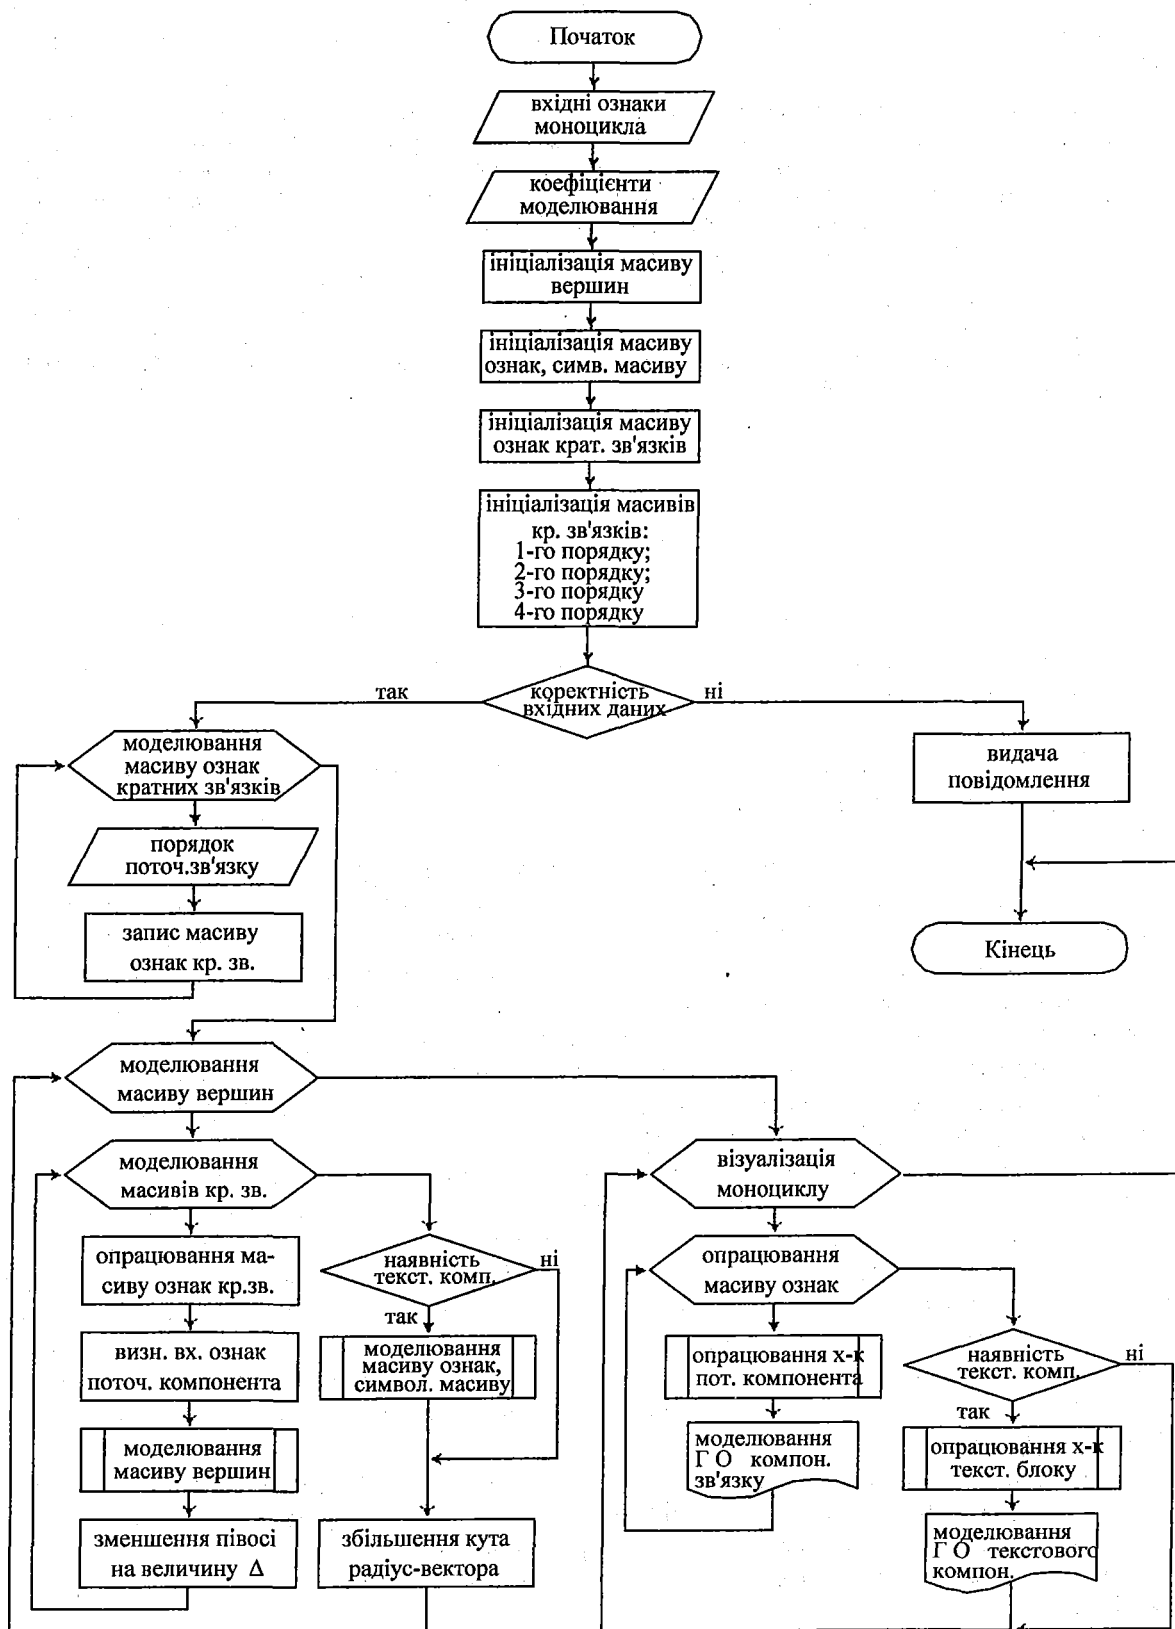 Початок
вхідні ознаки
моноцикла
коефіцієнти
моделювання
ініціалізація масиву
вершин
ініціалізація масиву
ознак, симв. масиву
ініціалізація масиву
ознак крат. зв'язків
ініціалізація масивів
кр. зв'язків:
1-го порядку;
2-го порядку;
3-го порядку
4-го порядку
так
коректність
вхідних даних
ні
моделювання
масиву ознак
кратних зв'язків
порядок
поточ.зв'язку
запис масиву
ознак кр. зв.
видача
повідомлення
Кінець
моделювання
масиву вершин
моделювання
масивів кр. зв.
опрацювання ма-
сиву ознак кр.зв.
визн. вх. ознак
поточ. компонента
моделювання
масиву вершин
зменшення півосі
на величину Δ
наявність
текст. комп.
ні
так
моделювання
масиву ознак,
символ. масиву
збільшення кута
радіус-вектора
візуалізація
моноциклу
опрацювання
масиву ознак
опрацювання х-к
пот. компонента
моделювання
Г О компон.
зв'язку
наявність
текст. комп.
ні
так
опрацювання х-к
текст. блоку
моделювання
Г О текстового
компон.